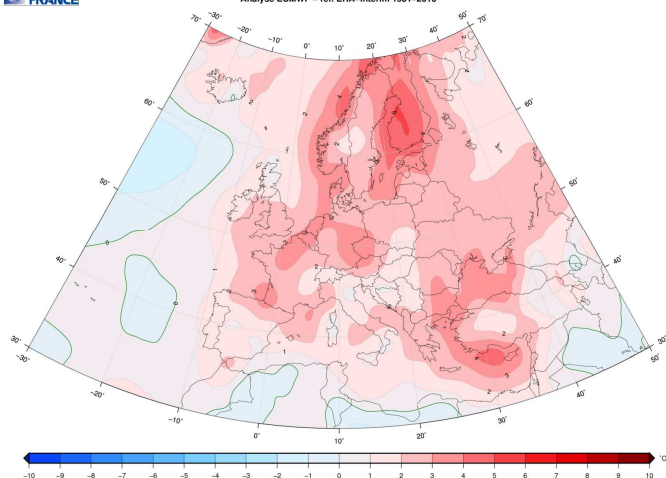 FRANCE
Analyse ECMWF − réf. ERA−Interim 1981−2010
70° −30° −20° −10° 0° 10° 20° 30° 40° 50° 70°
60° 60°
50° 50°
40° 40°
30° 30°
−30° −20° −10° 0° 10° 20° 30° 40° 50°
−10 −9 −8 −7 −6 −5 −4 −3 −2 −1 0 1 2 3 4 5 6 7 8 9 10 °C